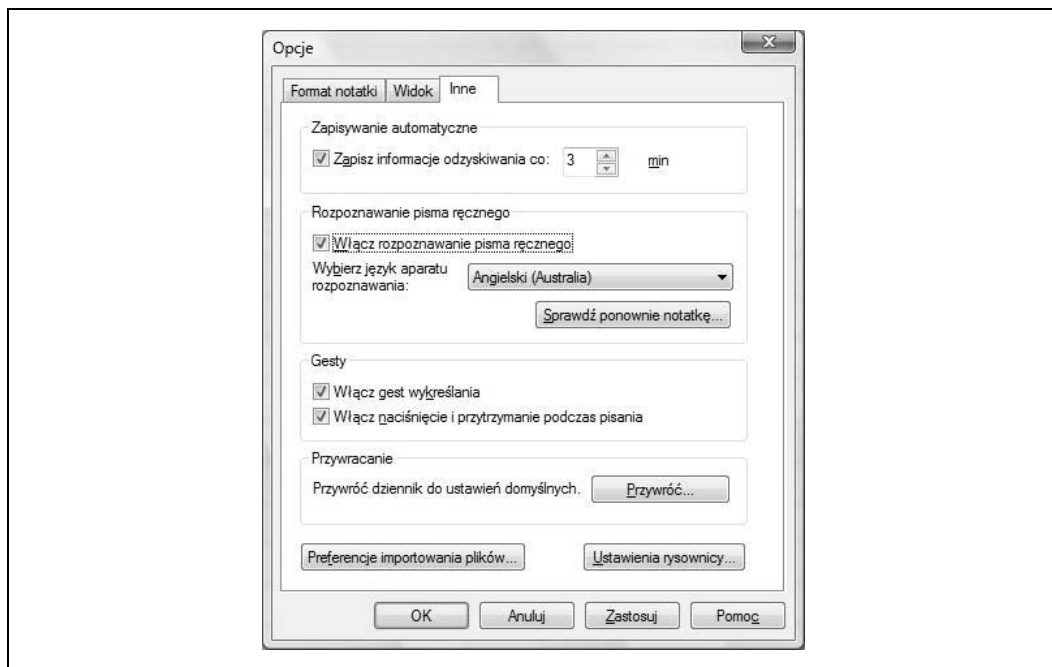 Opcje
Format notatki Widok Inne
Zapisywanie automatyczne
Zapisz informacje odzyskiwania co: 3 min
Rozpoznawanie pisma ręcznego
Włącz rozpoznawanie pisma ręcznego
Wybierz język aparatu
rozpoznawania:
Angielski (Australia)
Sprawdź ponownie notatkę...
Gesty
Włącz gest wykreślania
Włącz naciśnięcie i przytrzymanie podczas pisania
Przywracanie
Przywróć dziennik do ustawień domyślnych. Przywróć...
Preferencje importowania plików... Ustawienia rysownicy...
OK Anuluj Zastosuj Pomoc